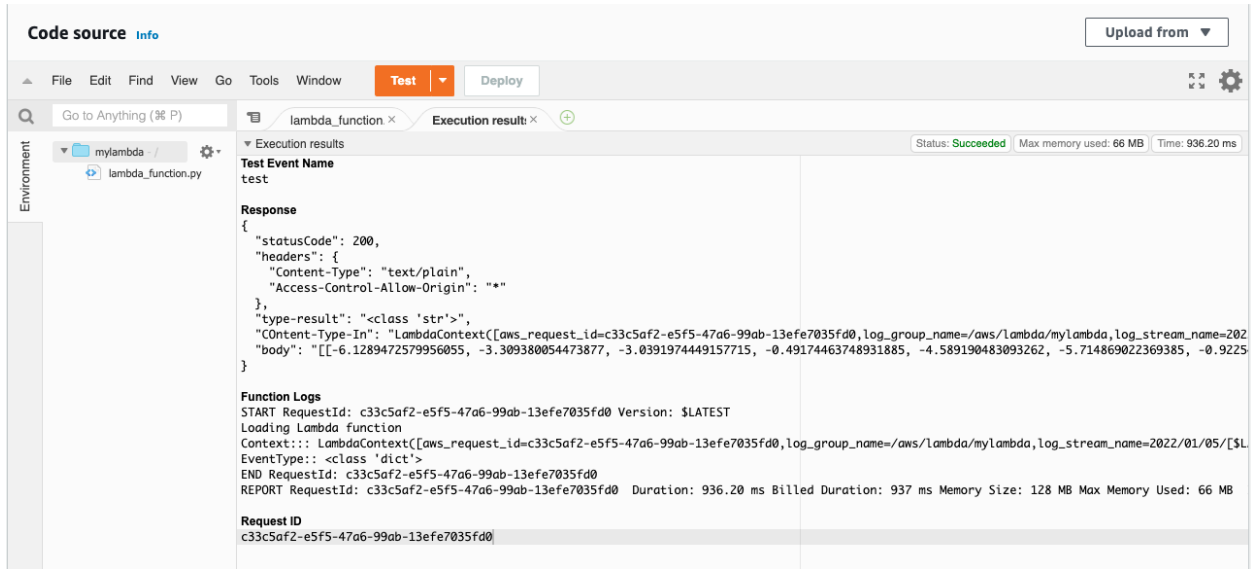 Code source Info
Upload from ▼
File Edit Find View Go Tools Window Test Deploy
Go to Anything (⌘ P)
lambda_function × Execution results ×
Environment
mylambda - /
lambda_function.py
▼ Execution results
Status: Succeeded Max memory used: 66 MB Time: 936.20 ms
Test Event Name
test
Response
{
"statusCode": 200,
"headers": {
"Content-Type": "text/plain",
"Access-Control-Allow-Origin": "*"
},
"type-result": "<class 'str'>",
"COntent-Type-In": "LambdaContext([aws_request_id=c33c5af2-e5f5-47a6-99ab-13efe7035fd0,log_group_name=/aws/lambda/mylambda,log_stream_name=202
"body": "[[-6.1289472579956055, -3.309380054473877, -3.0391974449157715, -0.49174463748931885, -4.589190483093262, -5.714869022369385, -0.9225
}
Function Logs
START RequestId: c33c5af2-e5f5-47a6-99ab-13efe7035fd0 Version: $LATEST
Loading Lambda function
Context::: LambdaContext([aws_request_id=c33c5af2-e5f5-47a6-99ab-13efe7035fd0,log_group_name=/aws/lambda/mylambda,log_stream_name=2022/01/05/[$L
EventType:: <class 'dict'>
END RequestId: c33c5af2-e5f5-47a6-99ab-13efe7035fd0
REPORT RequestId: c33c5af2-e5f5-47a6-99ab-13efe7035fd0 Duration: 936.20 ms Billed Duration: 937 ms Memory Size: 128 MB Max Memory Used: 66 MB
Request ID
c33c5af2-e5f5-47a6-99ab-13efe7035fd0